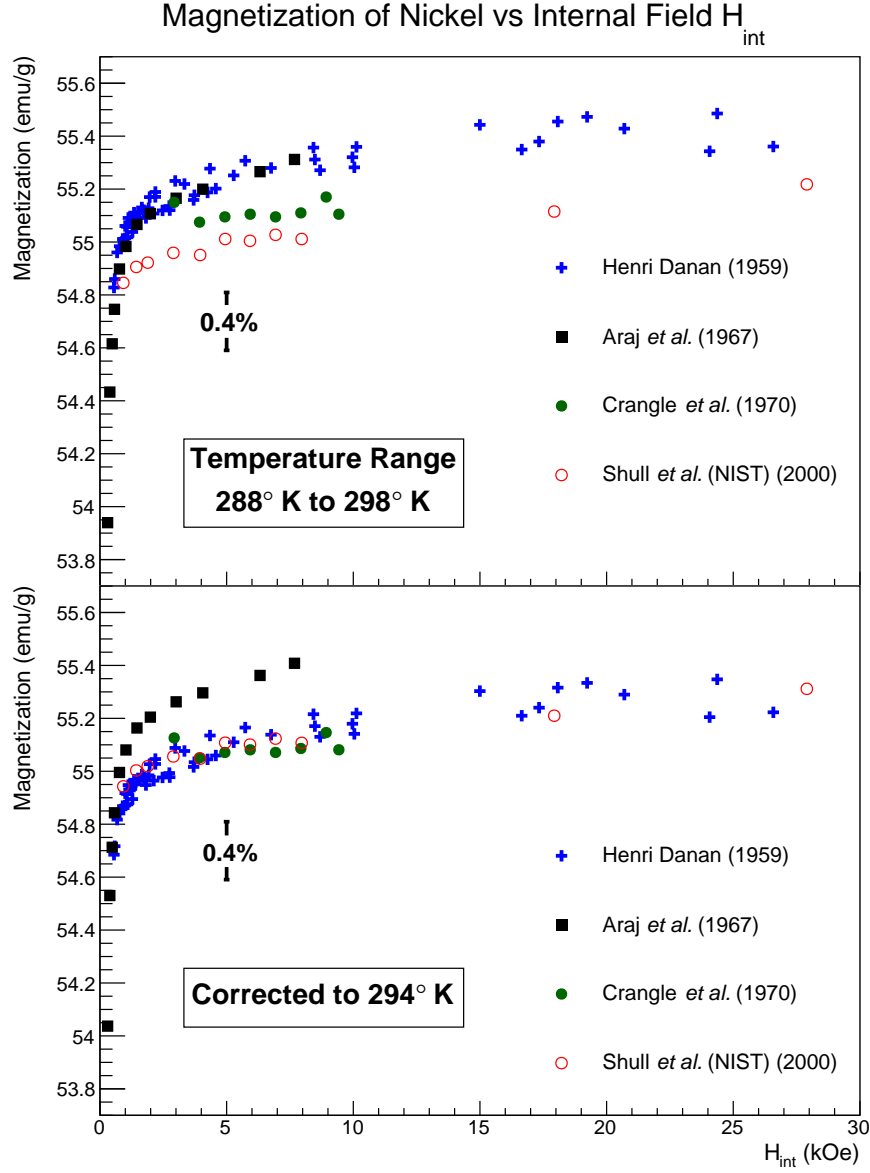 Magnetization of Nickel vs Internal Field H_int
Magnetization (emu/g)
55.6
55.4
55.2
55
54.8
54.6
54.4
54.2
54
53.8
0.4%
Henri Danan (1959)
Araj et al. (1967)
Crangle et al. (1970)
Shull et al. (NIST) (2000)
Temperature Range
288° K to 298° K
Magnetization (emu/g)
55.6
55.4
55.2
55
54.8
54.6
54.4
54.2
54
53.8
0.4%
Henri Danan (1959)
Araj et al. (1967)
Crangle et al. (1970)
Shull et al. (NIST) (2000)
Corrected to 294° K
0 5 10 15 20 25 30
H_int (kOe)